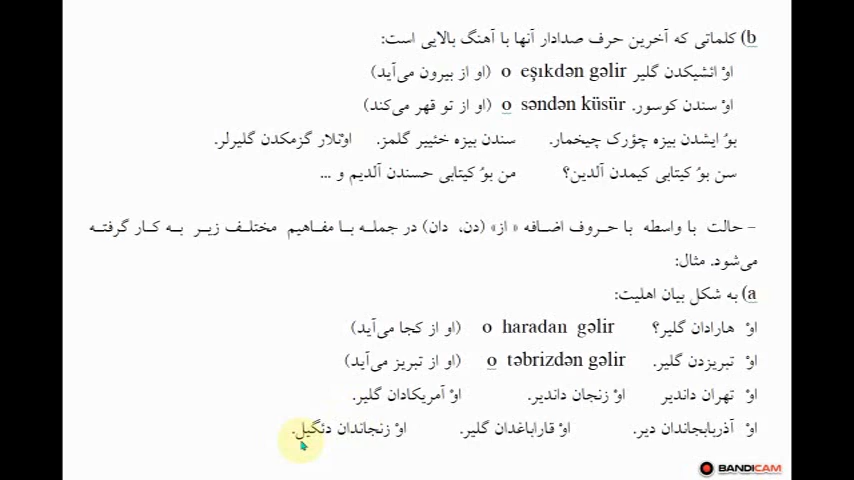 b) کلماتی که آخرین حرف صدادار آنها با آهنگ بالایی است:
اوْ ائشیکدن گلیر o eşıkdən gəlir (او از بیرون می‌آید)
اوْ سندن کوسور. o səndən küsür (او از تو قهر می‌کند)
بوُ ایشدن بیزه چؤرک چیخمار. سندن بیزه خئییر گلمز. اوْنلار گزمکدن گلیرلر.
سن بوُ کیتابی کیمدن آلدین؟ من بوُ کیتابی حسندن آلدیم و ...
- حالت با واسطه با حروف اضافه « از» (دن، دان) در جمله با مفاهیم مختلف زیر به کار گرفته
می‌شود. مثال:
a) به شکل بیان اهلیت:
اوْ هارادان گلیر؟ o haradan gəlir (او از کجا می‌آید)
اوْ تبریزدن گلیر. o təbrizdən gəlir (او از تبریز می‌آید)
اوْ تهران داندیر اوْ زنجان داندیر. اوْ آمریکادان گلیر.
اوْ آذربایجاندان دیر. اوْ قاراباغدان گلیر. اوْ زنجاندان دئگیل.
BANDICAM